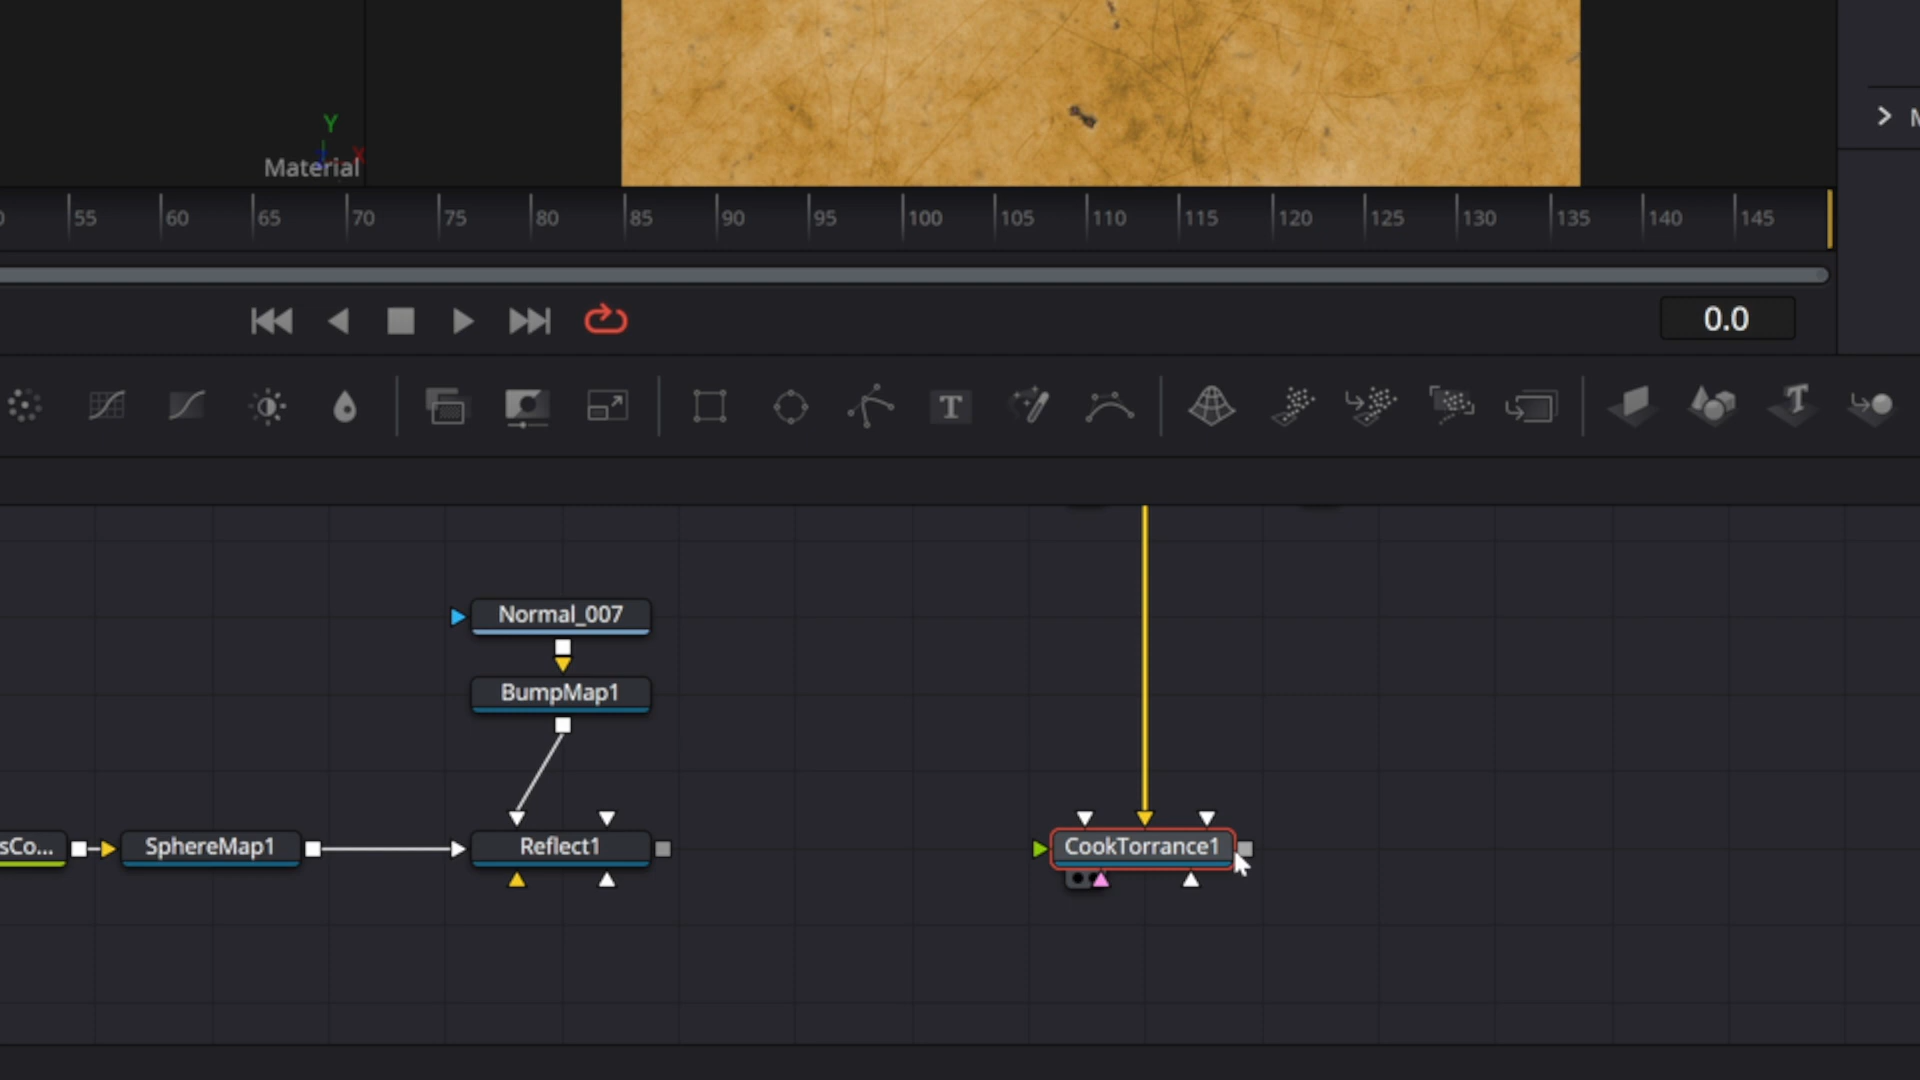 Y
X
Material
0
55
60
65
70
75
80
85
90
95
100
105
110
115
120
125
130
135
140
145
0.0
T
T
Normal_007
BumpMap1
sCo...
SphereMap1
Reflect1
CookTorrance1